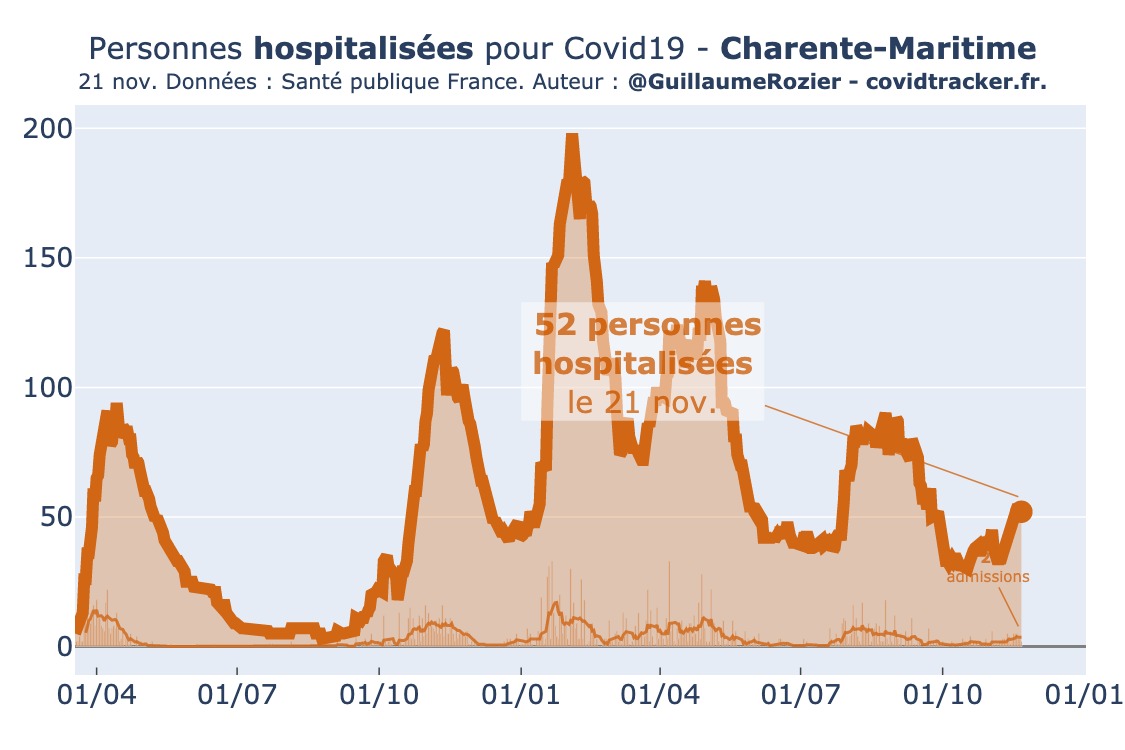 Personnes hospitalisées pour Covid19 - Charente-Maritime
21 nov. Données : Santé publique France. Auteur : @GuillaumeRozier - covidtracker.fr.
200
150
52 personnes
hospitalisées
le 21 nov.
100
50
admissions
0
01/04 01/07 01/10 01/01 01/04 01/07 01/10 01/01